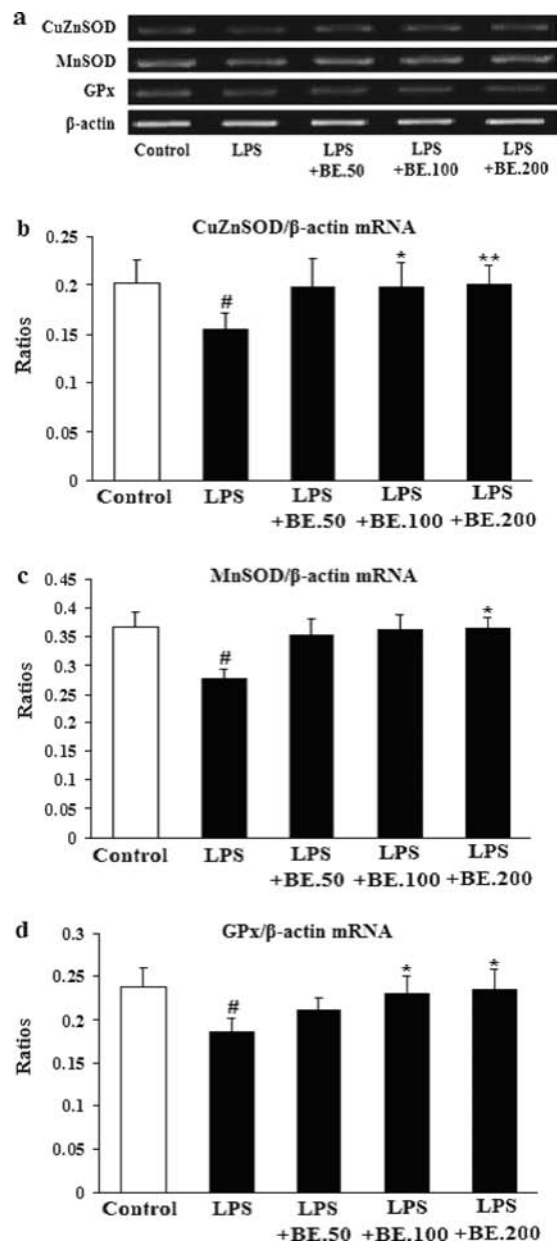 a
CuZnSOD
MnSOD
GPx
β-actin
Control LPS LPS +BE.50 LPS +BE.100 LPS +BE.200
b
CuZnSOD/β-actin mRNA
Ratios
0.25
0.2
0.15
0.1
0.05
0
# * **
Control LPS LPS +BE.50 LPS +BE.100 LPS +BE.200
c
MnSOD/β-actin mRNA
Ratios
0.45
0.4
0.35
0.3
0.25
0.2
0.15
0.1
0.05
0
# *
Control LPS LPS +BE.50 LPS +BE.100 LPS +BE.200
d
GPx/β-actin mRNA
Ratios
0.3
0.25
0.2
0.15
0.1
0.05
0
# * *
Control LPS LPS +BE.50 LPS +BE.100 LPS +BE.200